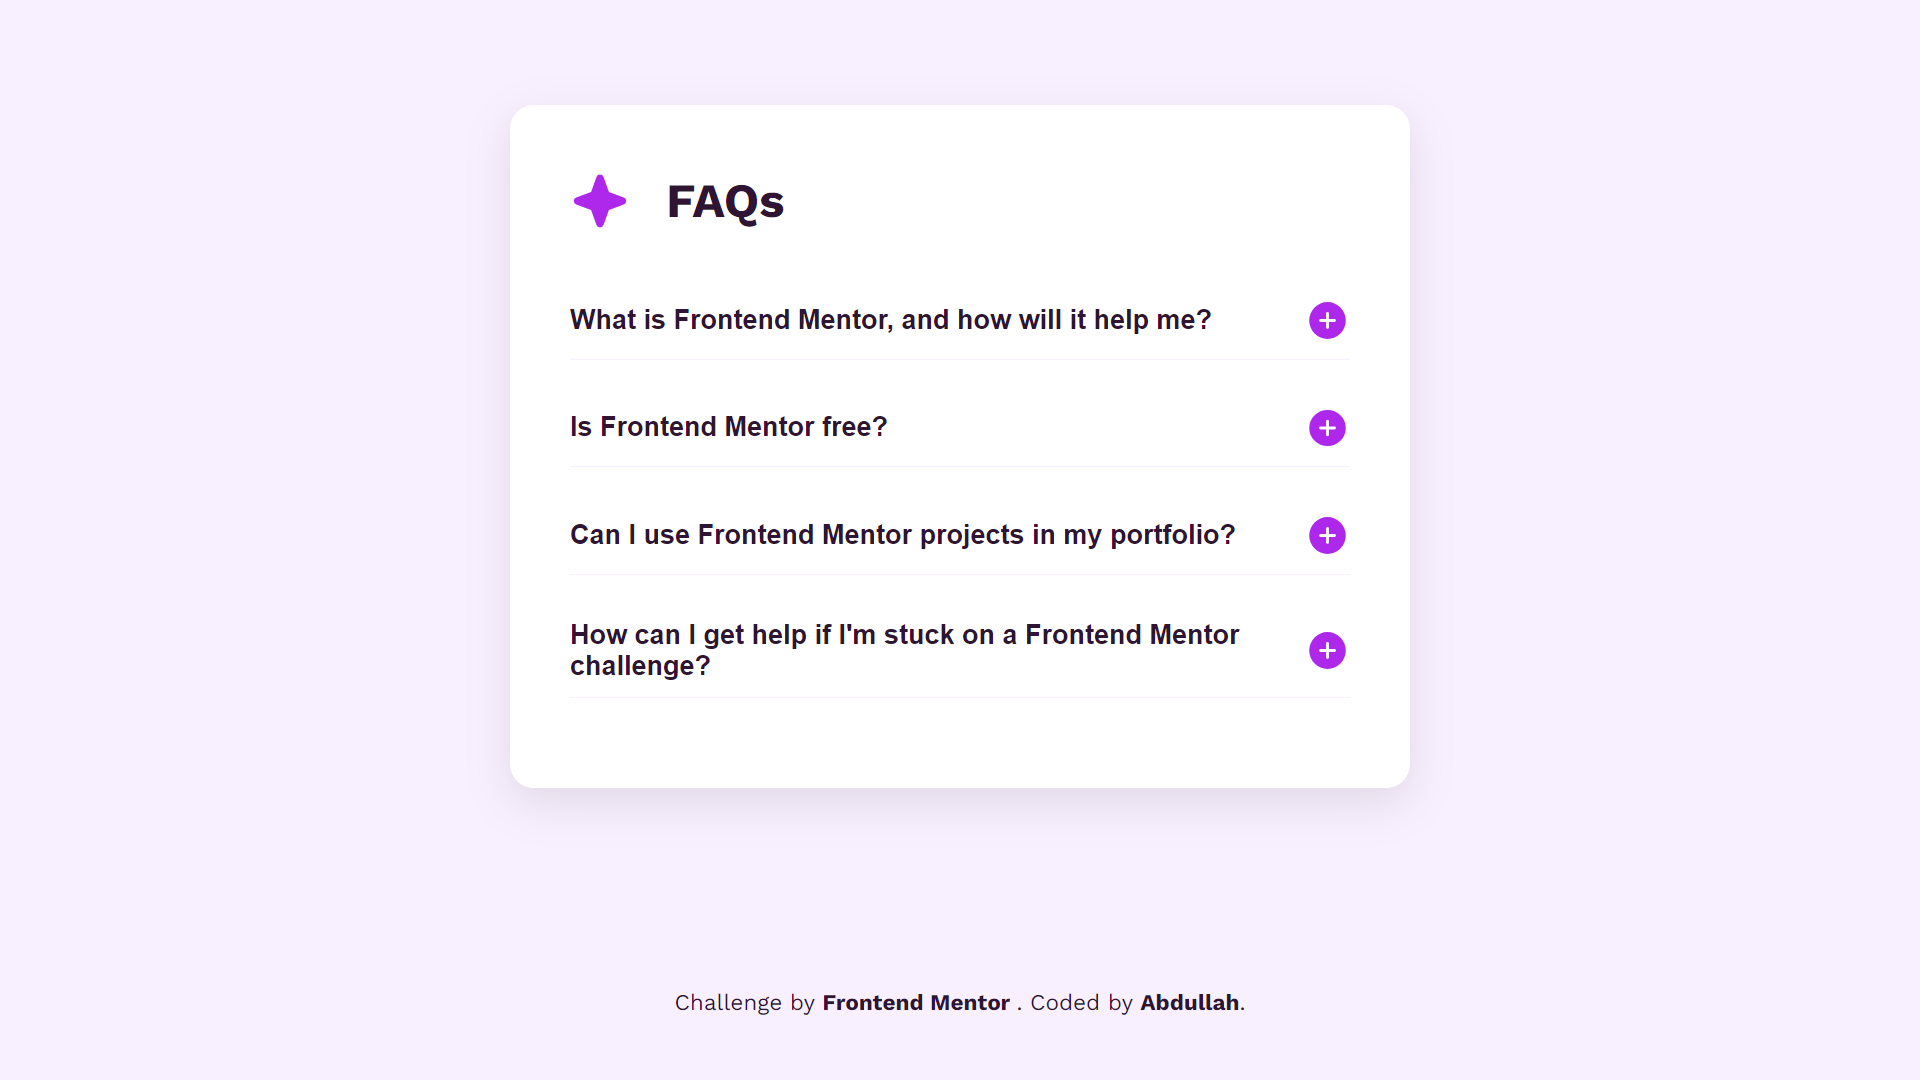 FAQs
What is Frontend Mentor, and how will it help me?
Is Frontend Mentor free?
Can I use Frontend Mentor projects in my portfolio?
How can I get help if I'm stuck on a Frontend Mentor
challenge?
Challenge by Frontend Mentor . Coded by Abdullah.